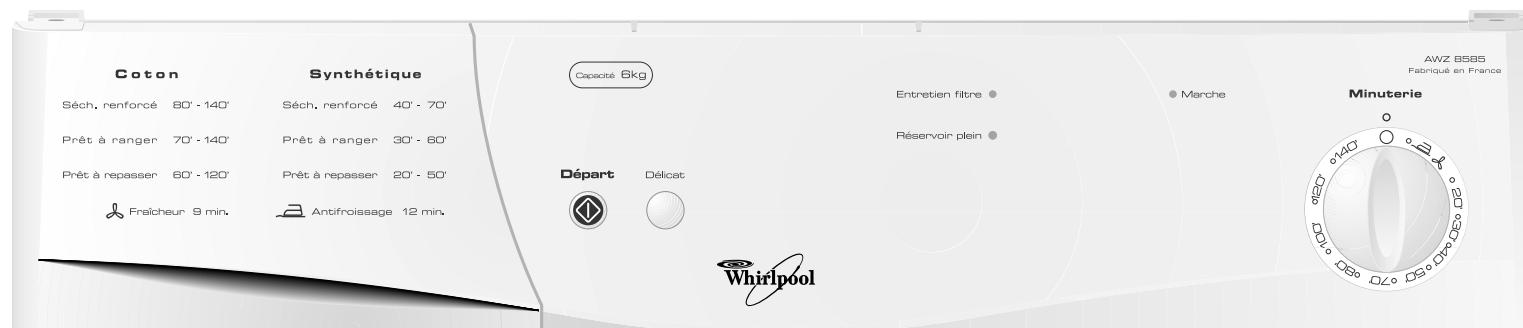 Coton
Séch. renforcé 80' - 140'
Prêt à ranger 70' - 140'
Prêt à repasser 60' - 120'
Fraîcheur 9 min.
Synthétique
Séch. renforcé 40' - 70'
Prêt à ranger 30' - 60'
Prêt à repasser 20' - 50'
Antifroissage 12 min.
Capacité 6kg
Départ
Délicat
Whirlpool
Entretien filtre
Réservoir plein
Marche
AWZ 8585
Fabriqué en France
Minuterie
20'
30'
40'
50'
70'
80'
100'
120'
140'